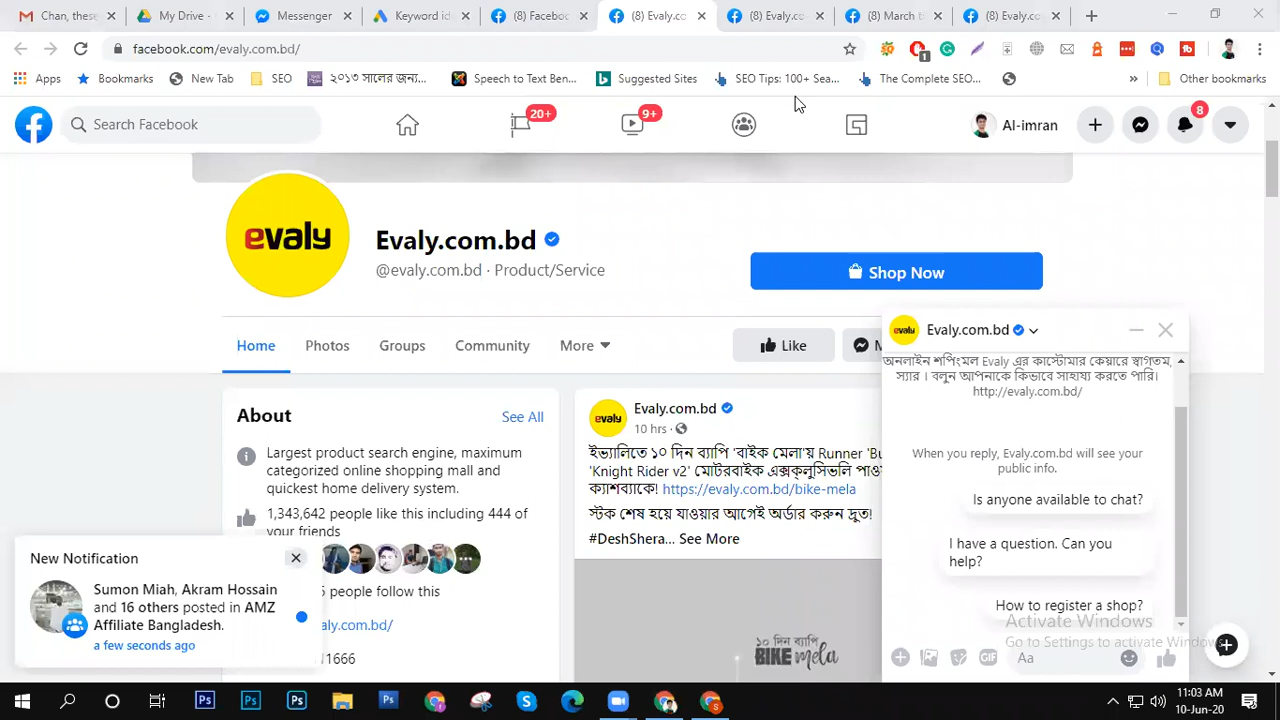 Chan, these
My Drive -
Messenger
Keyword id
(8) Facebo
(8) Evaly.co
(8) Evaly.co
(8) March ts
(8) Evaly.co
facebook.com/evaly.com.bd/
1
Apps
Bookmarks
New Tab
SEO
২০১৩ সালের জন্য...
Speech to Text Ben...
Suggested Sites
SEO Tips: 100+ Sea...
The Complete SEO...
»
Other bookmarks
Search Facebook
20+
9+
Al-imran
8
evaly
Evaly.com.bd
@evaly.com.bd · Product/Service
Shop Now
Home
Photos
Groups
Community
More
Like
About
See All
Largest product search engine, maximum
categorized online shopping mall and
quickest home delivery system.
1,343,642 people like this including 444 of
your friends
people follow this
aly.com.bd/
11666
evaly
Evaly.com.bd
10 hrs ·
ইভ্যালিতে ১০ দিন ব্যাপি 'বাইক মেলা'য় Runner 'Bu
'Knight Rider v2' মোটরবাইক এক্সক্লুসিভলি পাও
ক্যাশব্যাকে! https://evaly.com.bd/bike-mela
স্টক শেষ হয়ে যাওয়ার আগেই অর্ডার করুন দ্রুত!
#DeshShera... See More
১০ দিন ব্যাপি
BIKE মেলা
evaly
Evaly.com.bd
অনলাইন শপিংমল Evaly এর কাস্টোমার কেয়ারে স্বাগতম,
স্যার । বলুন আপনাকে কিভাবে সাহায্য করতে পারি।
http://evaly.com.bd/
When you reply, Evaly.com.bd will see your
public info.
Is anyone available to chat?
I have a question. Can you
help?
How to register a shop?
GIF
Aa
Activate Windows
Go to Settings to activate Windows.
New Notification
Sumon Miah, Akram Hossain
and 16 others posted in AMZ
Affiliate Bangladesh.
a few seconds ago
Ps
Ps
Ps
Ps
11:03 AM
10-Jun-20